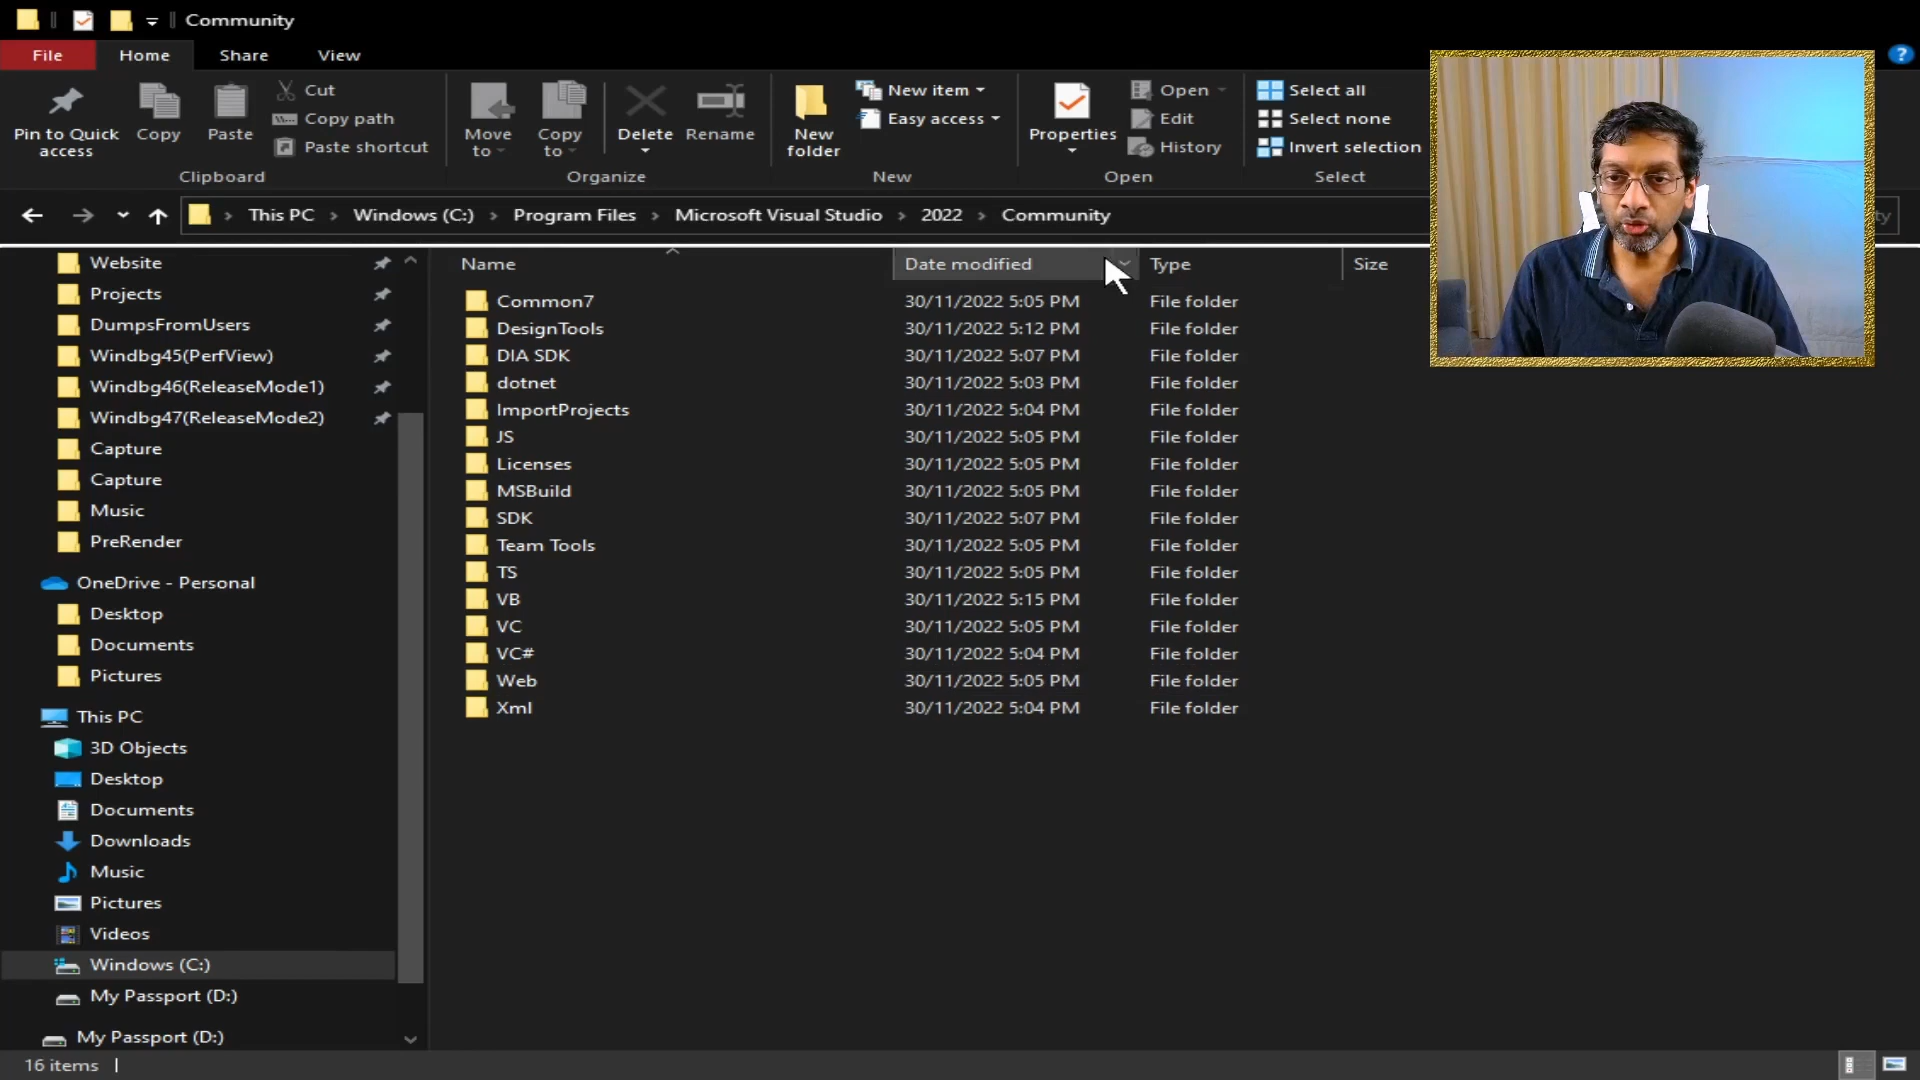 Community
File Home Share View
Pin to Quick access Copy Paste Cut Copy path Paste shortcut
Move to Copy to Delete Rename
New folder New item Easy access
Properties Open Edit History
Select all Select none Invert selection
Clipboard Organize New Open Select
This PC > Windows (C:) > Program Files > Microsoft Visual Studio > 2022 > Community
Website
Projects
DumpsFromUsers
Windbg45(PerfView)
Windbg46(ReleaseMode1)
Windbg47(ReleaseMode2)
Capture
Capture
Music
PreRender
OneDrive - Personal
Desktop
Documents
Pictures
This PC
3D Objects
Desktop
Documents
Downloads
Music
Pictures
Videos
Windows (C:)
My Passport (D:)
My Passport (D:)
Name Date modified Type Size
Common7 30/11/2022 5:05 PM File folder
DesignTools 30/11/2022 5:12 PM File folder
DIA SDK 30/11/2022 5:07 PM File folder
dotnet 30/11/2022 5:03 PM File folder
ImportProjects 30/11/2022 5:04 PM File folder
JS 30/11/2022 5:05 PM File folder
Licenses 30/11/2022 5:05 PM File folder
MSBuild 30/11/2022 5:05 PM File folder
SDK 30/11/2022 5:07 PM File folder
Team Tools 30/11/2022 5:05 PM File folder
TS 30/11/2022 5:05 PM File folder
VB 30/11/2022 5:15 PM File folder
VC 30/11/2022 5:05 PM File folder
VC# 30/11/2022 5:04 PM File folder
Web 30/11/2022 5:05 PM File folder
Xml 30/11/2022 5:04 PM File folder
16 items